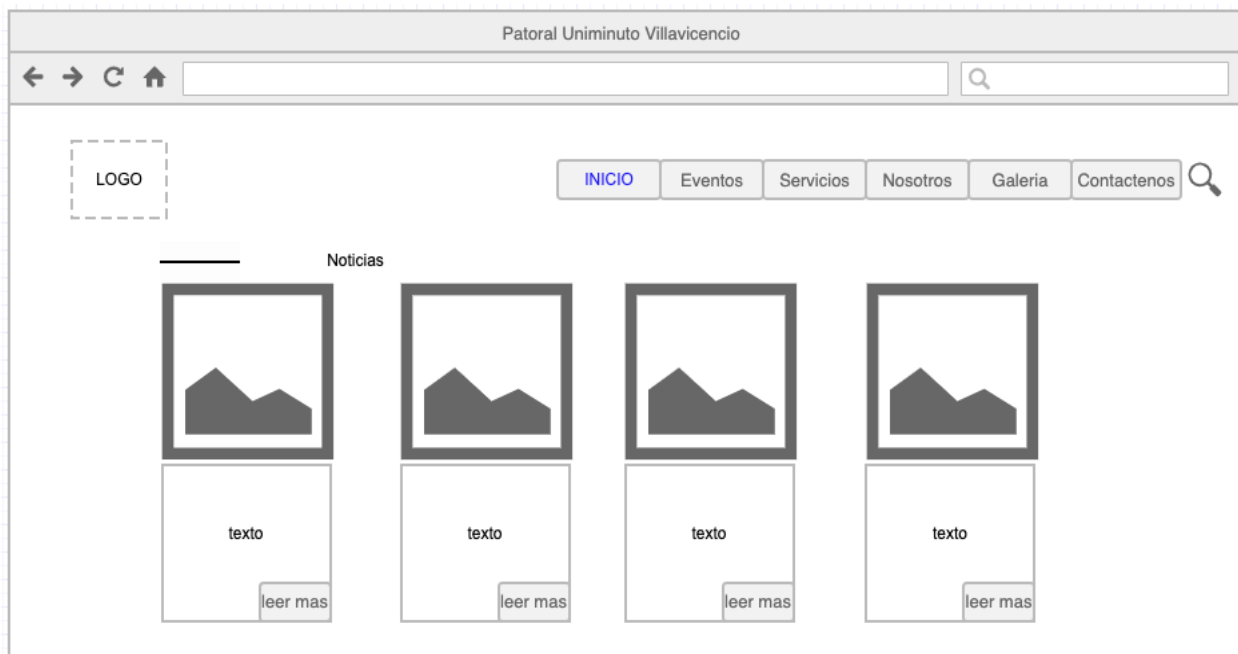 Patoral Uniminuto Villavicencio
LOGO
INICIO Eventos Servicios Nosotros Galeria Contactenos
Noticias
texto texto texto texto
leer mas leer mas leer mas leer mas